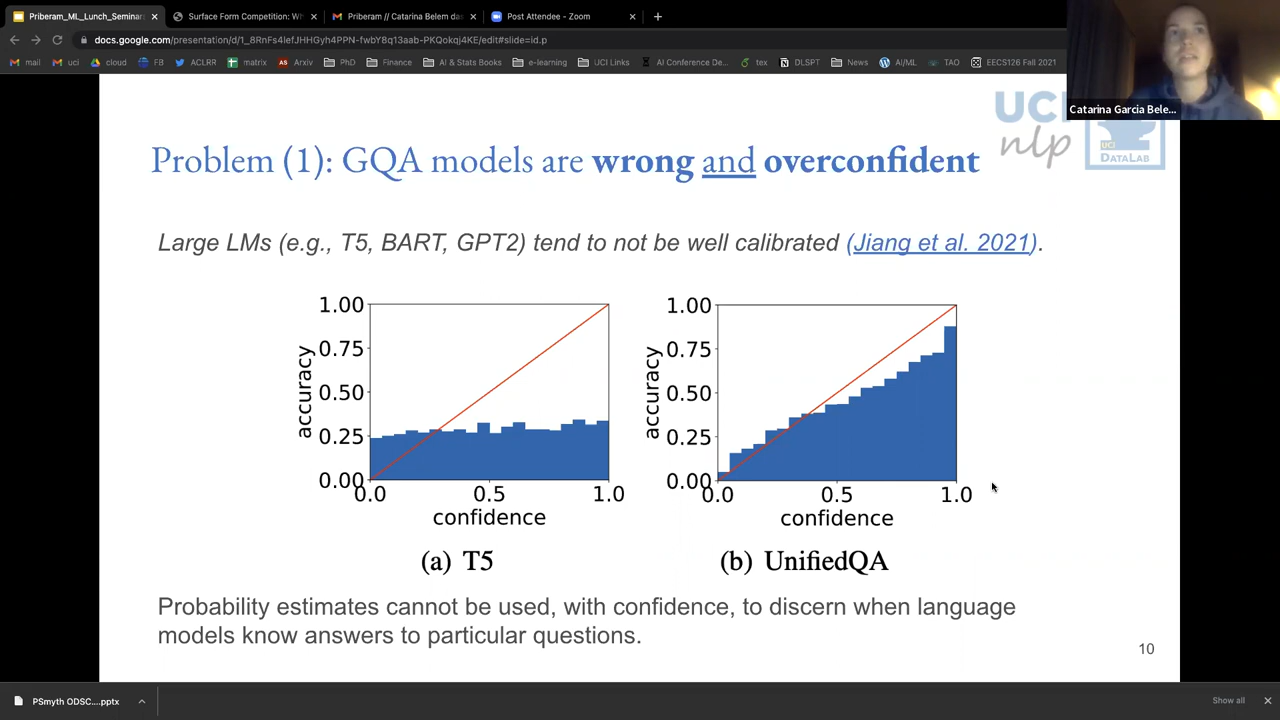 Priberam_ML_Lunch_Seminar
Surface Form Competition: Wh
Priberam // Catarina Belem das
Post Attendee - Zoom
docs.google.com/presentation/d/1_8RnFs4lefJHHGyh4PPN-fwbY8q13aab-PKQokqj4KE/edit#slide=id.p
mail
uci
cloud
FB
ACLRR
matrix
Arxiv
PhD
Finance
AI & Stats Books
e-learning
UCI Links
AI Conference De...
tex
DLSPT
News
AI/ML
TAO
EECS126 Fall 2021
Catarina Garcia Bele...
UCI
nlp
UCI
DATALAB
Problem (1): GQA models are wrong and overconfident
Large LMs (e.g., T5, BART, GPT2) tend to not be well calibrated (Jiang et al. 2021).
1.00
0.75
0.50
0.25
0.00
accuracy
0.0
0.5
1.0
confidence
(a) T5
1.00
0.75
0.50
0.25
0.00
accuracy
0.0
0.5
1.0
confidence
(b) UnifiedQA
Probability estimates cannot be used, with confidence, to discern when language
models know answers to particular questions.
10
PSmyth ODSC....pptx
Show all